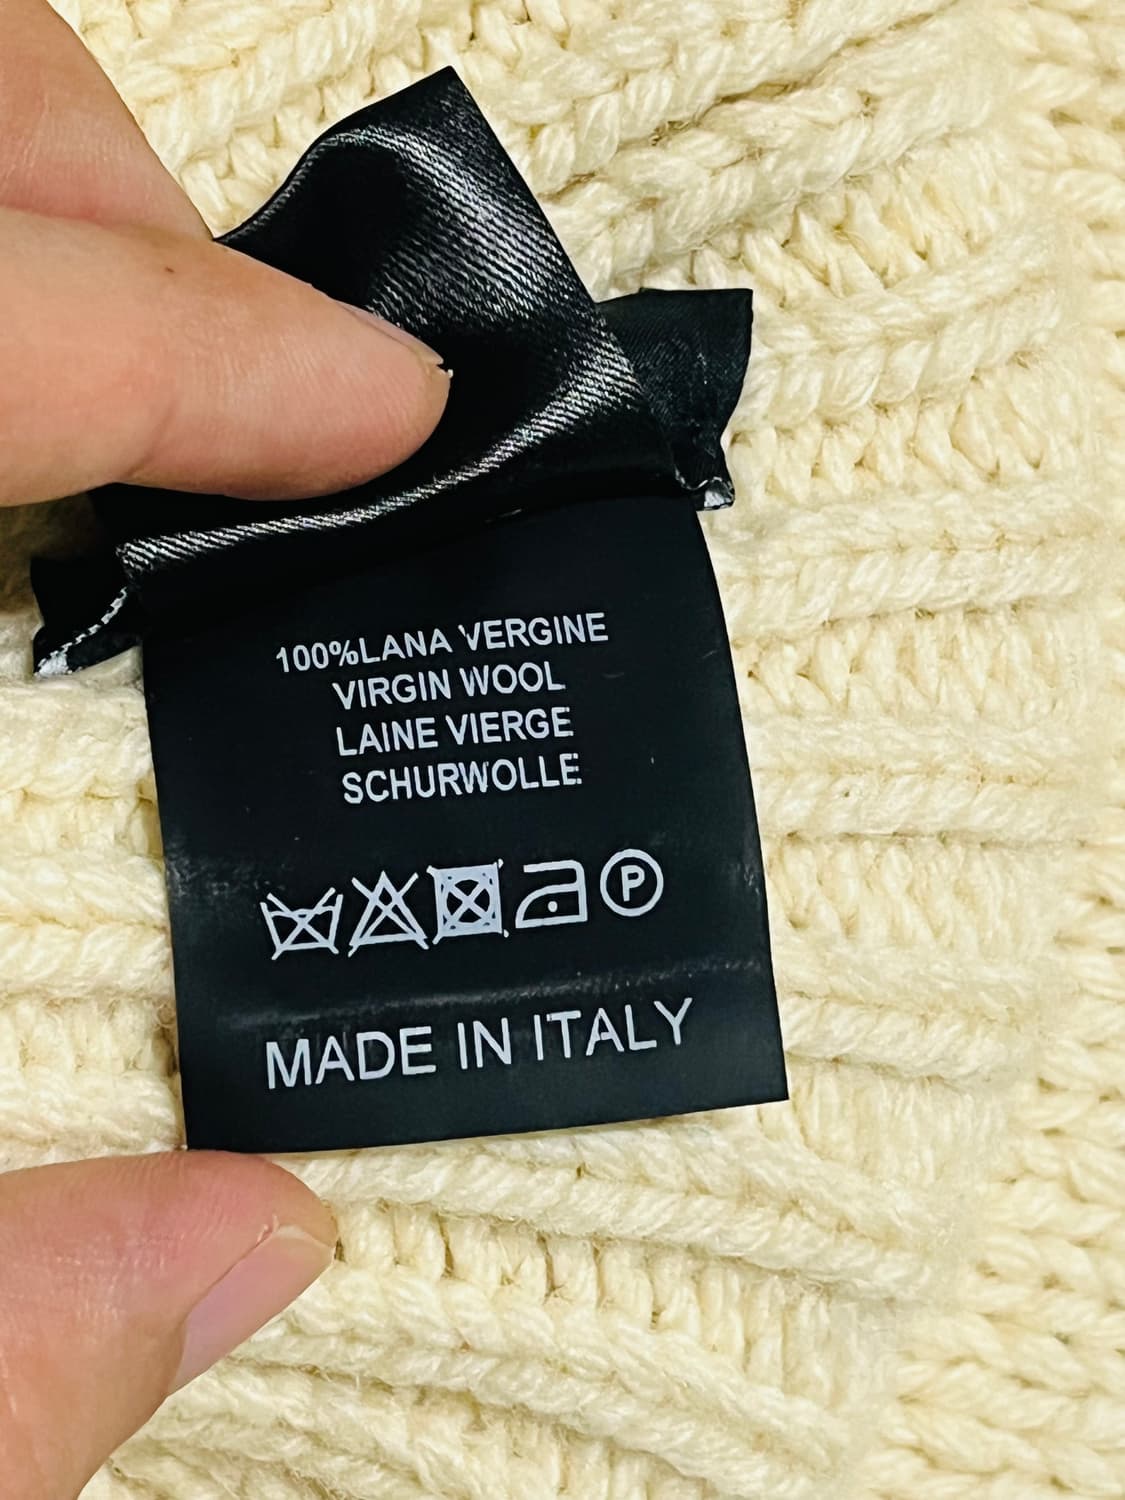 100%LANA VERGINE
VIRGIN WOOL
LAINE VIERGE
SCHURWOLLE
P
MADE IN ITALY